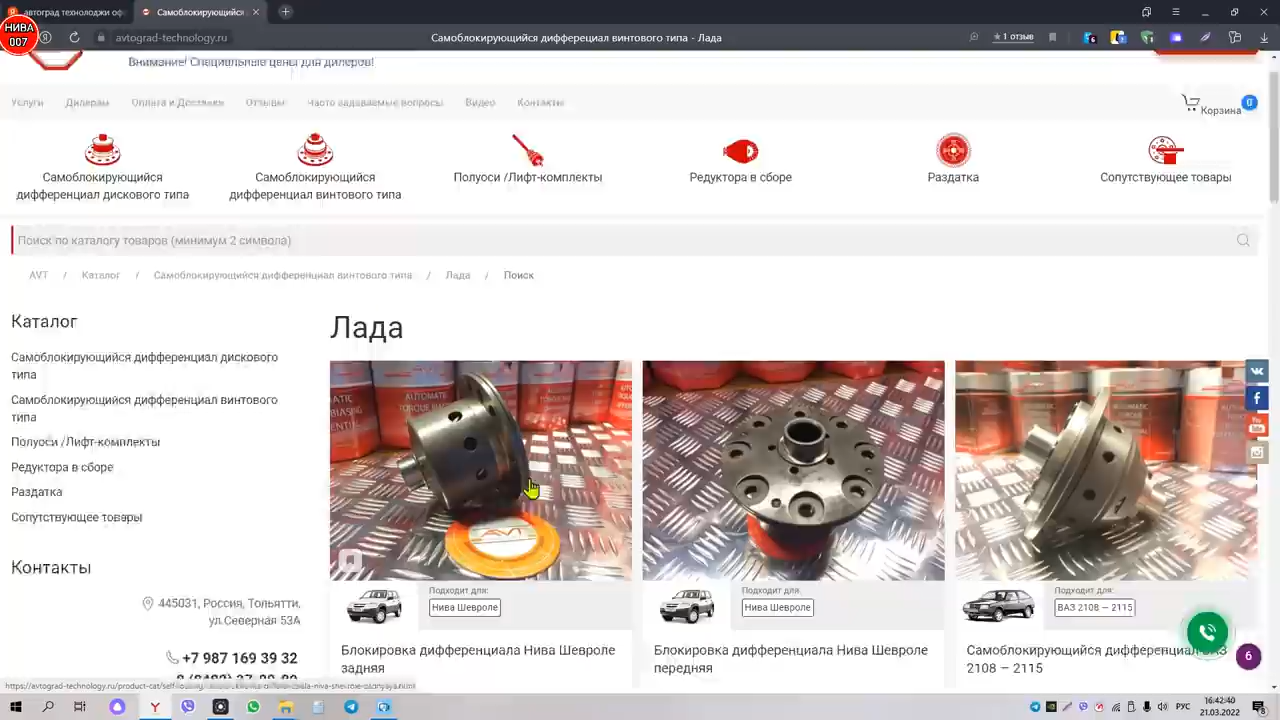 автоград технолоджи оф
Самоблокирующийся
НИВА
007
avtograd-technology.ru
Самоблокирующийся дифференциал винтового типа - Лада
1 отзыв
Внимание! Специальные цены для дилеров!
Услуги
Дилерам
Оплата и Доставка
Отзывы
Часто задаваемые вопросы
Видео
Контакты
Корзина
0
Самоблокирующийся
дифференциал дискового типа
Самоблокирующийся
дифференциал винтового типа
Полуоси /Лифт-комплекты
Редуктора в сборе
Раздатка
Сопутствующее товары
Поиск по каталогу товаров (минимум 2 символа)
AVT / Каталог / Самоблокирующийся дифференциал винтового типа / Лада / Поиск
Каталог
Самоблокирующийся дифференциал дискового
типа
Самоблокирующийся дифференциал винтового
типа
Полуоси /Лифт-комплекты
Редуктора в сборе
Раздатка
Сопутствующее товары
Контакты
445031, Россия, Тольятти,
ул.Северная 53А
+7 987 169 39 32
Лада
AUTOMATIC
TORQUE BIASING
AVT
Подходит для:
Нива Шевроле
Блокировка дифференциала Нива Шевроле
задняя
Подходит для:
Нива Шевроле
Блокировка дифференциала Нива Шевроле
передняя
Подходит для:
ВАЗ 2108 — 2115
Самоблокирующийся дифференциал ВАЗ
2108 — 2115
You
6
РУС
16:42:40
21.03.2022
8